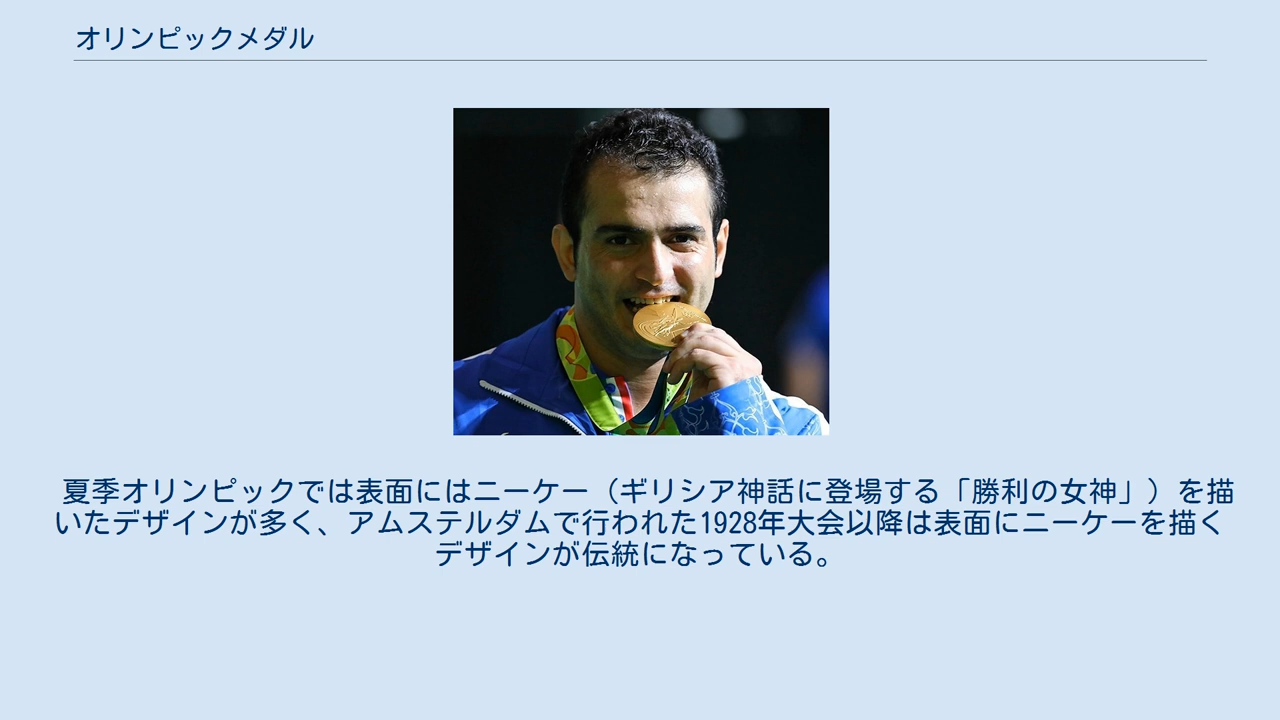 オリンピックメダル
夏季オリンピックでは表面にはニーケー（ギリシア神話に登場する「勝利の女神」）を描
いたデザインが多く、アムステルダムで行われた1928年大会以降は表面にニーケーを描く
デザインが伝統になっている。